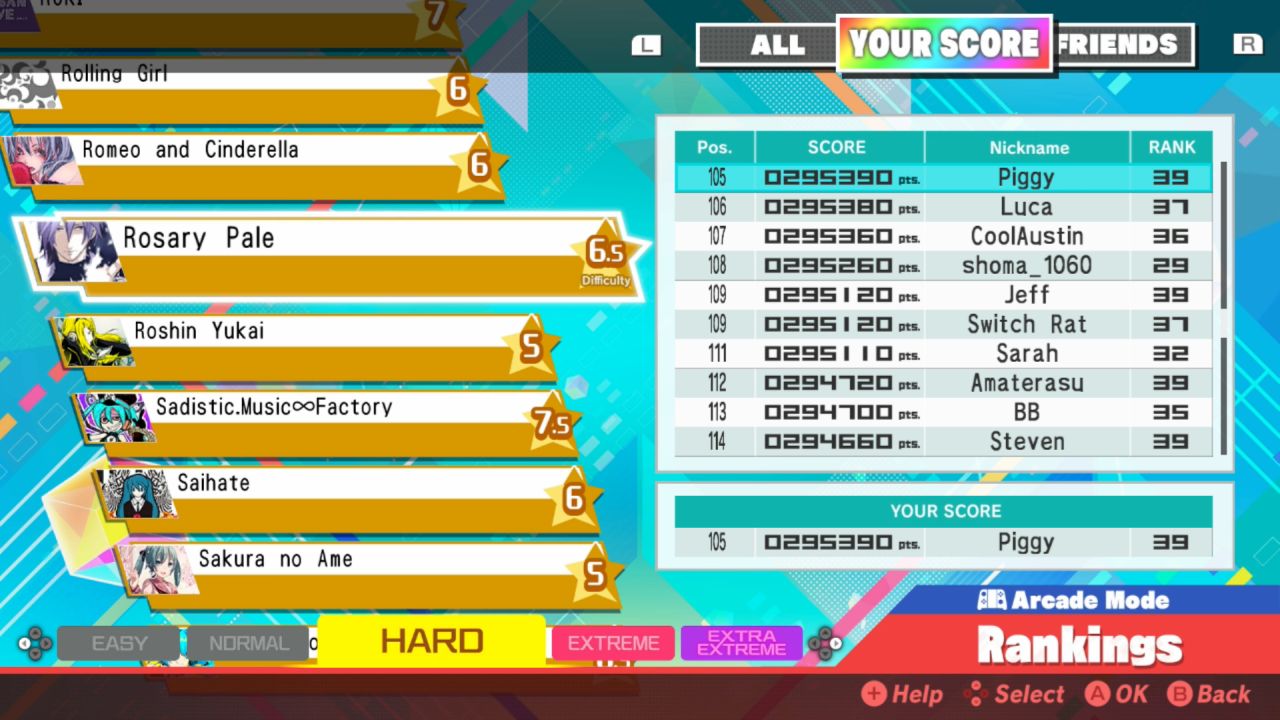 7
Rolling Girl
6
Romeo and Cinderella
6
Rosary Pale
6.5
Difficulty
Roshin Yukai
5
Sadistic.Music∞Factory
7.5
Saihate
6
Sakura no Ame
5
EASY NORMAL HARD EXTREME EXTRA EXTREME
L ALL YOUR SCORE FRIENDS R
Pos. SCORE Nickname RANK
105 0295390 pts. Piggy 39
106 0295380 pts. Luca 37
107 0295360 pts. CoolAustin 36
108 0295260 pts. shoma_1060 29
109 0295120 pts. Jeff 39
109 0295120 pts. Switch Rat 37
111 0295110 pts. Sarah 32
112 0294720 pts. Amaterasu 39
113 0294700 pts. BB 35
114 0294660 pts. Steven 39
YOUR SCORE
105 0295390 pts. Piggy 39
Arcade Mode
Rankings
+ Help Select A OK B Back